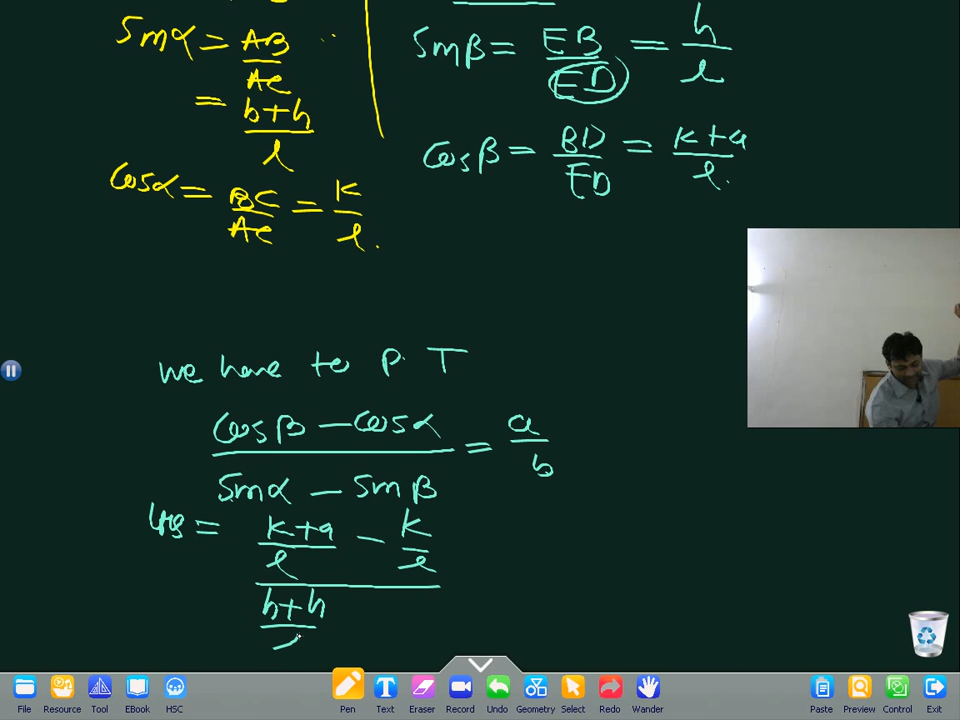 sinα = AB/AC
= b+h/l
cosα = BC/AC = k/l.
sinβ = EB/ED = h/l
cosβ = BD/ED = k+a/l.
we have to P.T
cosβ - cosα / sinα - sinβ = a/b
LHS = k+a/l - k/l
b+h/
File Resource Tool EBook HSC Pen Text Eraser Record Undo Geometry Select Redo Wander Paste Preview Control Exit